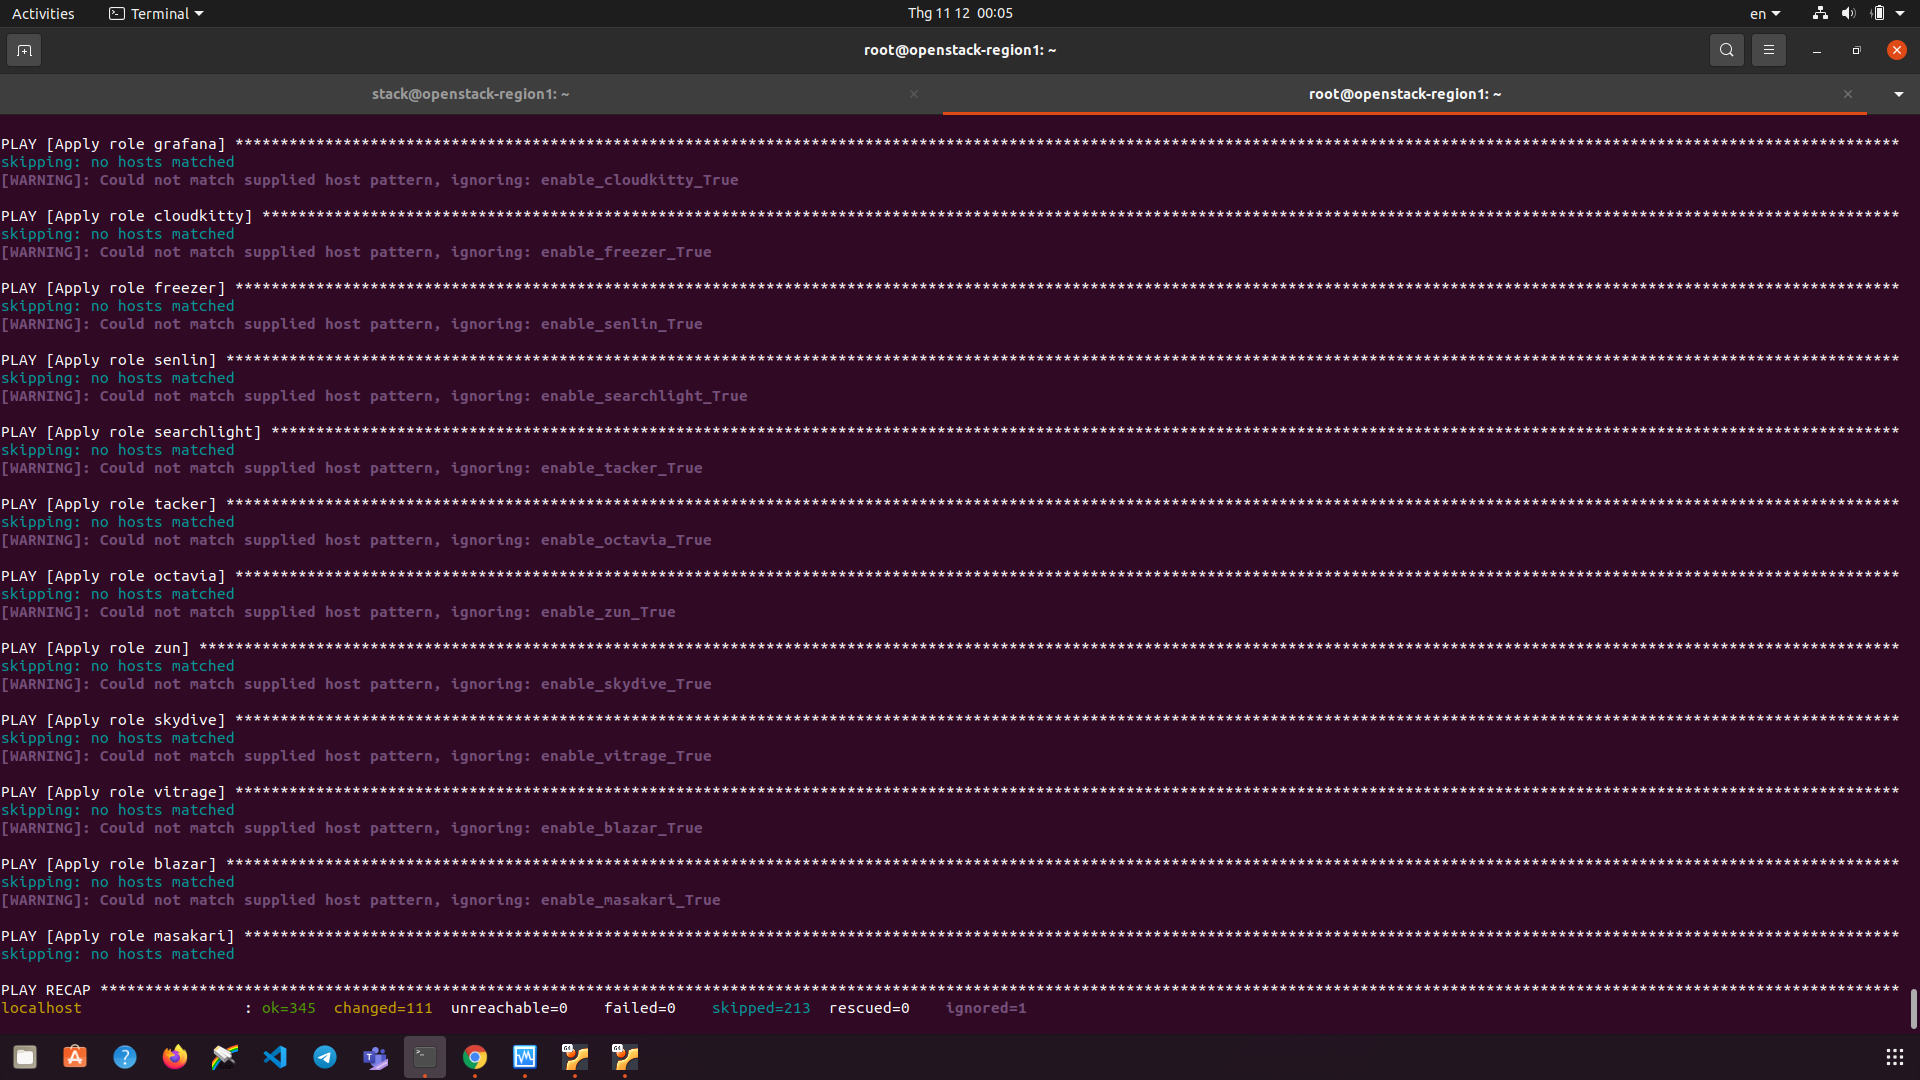 Activities Terminal Thg 11 12 00:05 en
root@openstack-region1: ~
stack@openstack-region1: ~ root@openstack-region1: ~
PLAY [Apply role grafana] ****************************************************************************************************************************************************************************************
skipping: no hosts matched
[WARNING]: Could not match supplied host pattern, ignoring: enable_cloudkitty_True
PLAY [Apply role cloudkitty] *************************************************************************************************************************************************************************************
skipping: no hosts matched
[WARNING]: Could not match supplied host pattern, ignoring: enable_freezer_True
PLAY [Apply role freezer] ****************************************************************************************************************************************************************************************
skipping: no hosts matched
[WARNING]: Could not match supplied host pattern, ignoring: enable_senlin_True
PLAY [Apply role senlin] *****************************************************************************************************************************************************************************************
skipping: no hosts matched
[WARNING]: Could not match supplied host pattern, ignoring: enable_searchlight_True
PLAY [Apply role searchlight] ************************************************************************************************************************************************************************************
skipping: no hosts matched
[WARNING]: Could not match supplied host pattern, ignoring: enable_tacker_True
PLAY [Apply role tacker] *****************************************************************************************************************************************************************************************
skipping: no hosts matched
[WARNING]: Could not match supplied host pattern, ignoring: enable_octavia_True
PLAY [Apply role octavia] ****************************************************************************************************************************************************************************************
skipping: no hosts matched
[WARNING]: Could not match supplied host pattern, ignoring: enable_zun_True
PLAY [Apply role zun] ********************************************************************************************************************************************************************************************
skipping: no hosts matched
[WARNING]: Could not match supplied host pattern, ignoring: enable_skydive_True
PLAY [Apply role skydive] ****************************************************************************************************************************************************************************************
skipping: no hosts matched
[WARNING]: Could not match supplied host pattern, ignoring: enable_vitrage_True
PLAY [Apply role vitrage] ****************************************************************************************************************************************************************************************
skipping: no hosts matched
[WARNING]: Could not match supplied host pattern, ignoring: enable_blazar_True
PLAY [Apply role blazar] *****************************************************************************************************************************************************************************************
skipping: no hosts matched
[WARNING]: Could not match supplied host pattern, ignoring: enable_masakari_True
PLAY [Apply role masakari] ***************************************************************************************************************************************************************************************
skipping: no hosts matched
PLAY RECAP *******************************************************************************************************************************************************************************************************
localhost : ok=345 changed=111 unreachable=0 failed=0 skipped=213 rescued=0 ignored=1